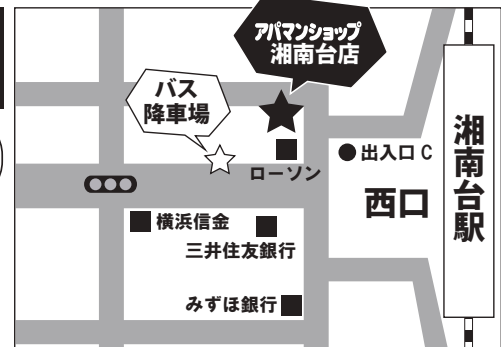 アパマンショップ
湘南台店
バス
降車場
ローソン
出入口 C
湘南台駅
西口
横浜信金
三井住友銀行
みずほ銀行